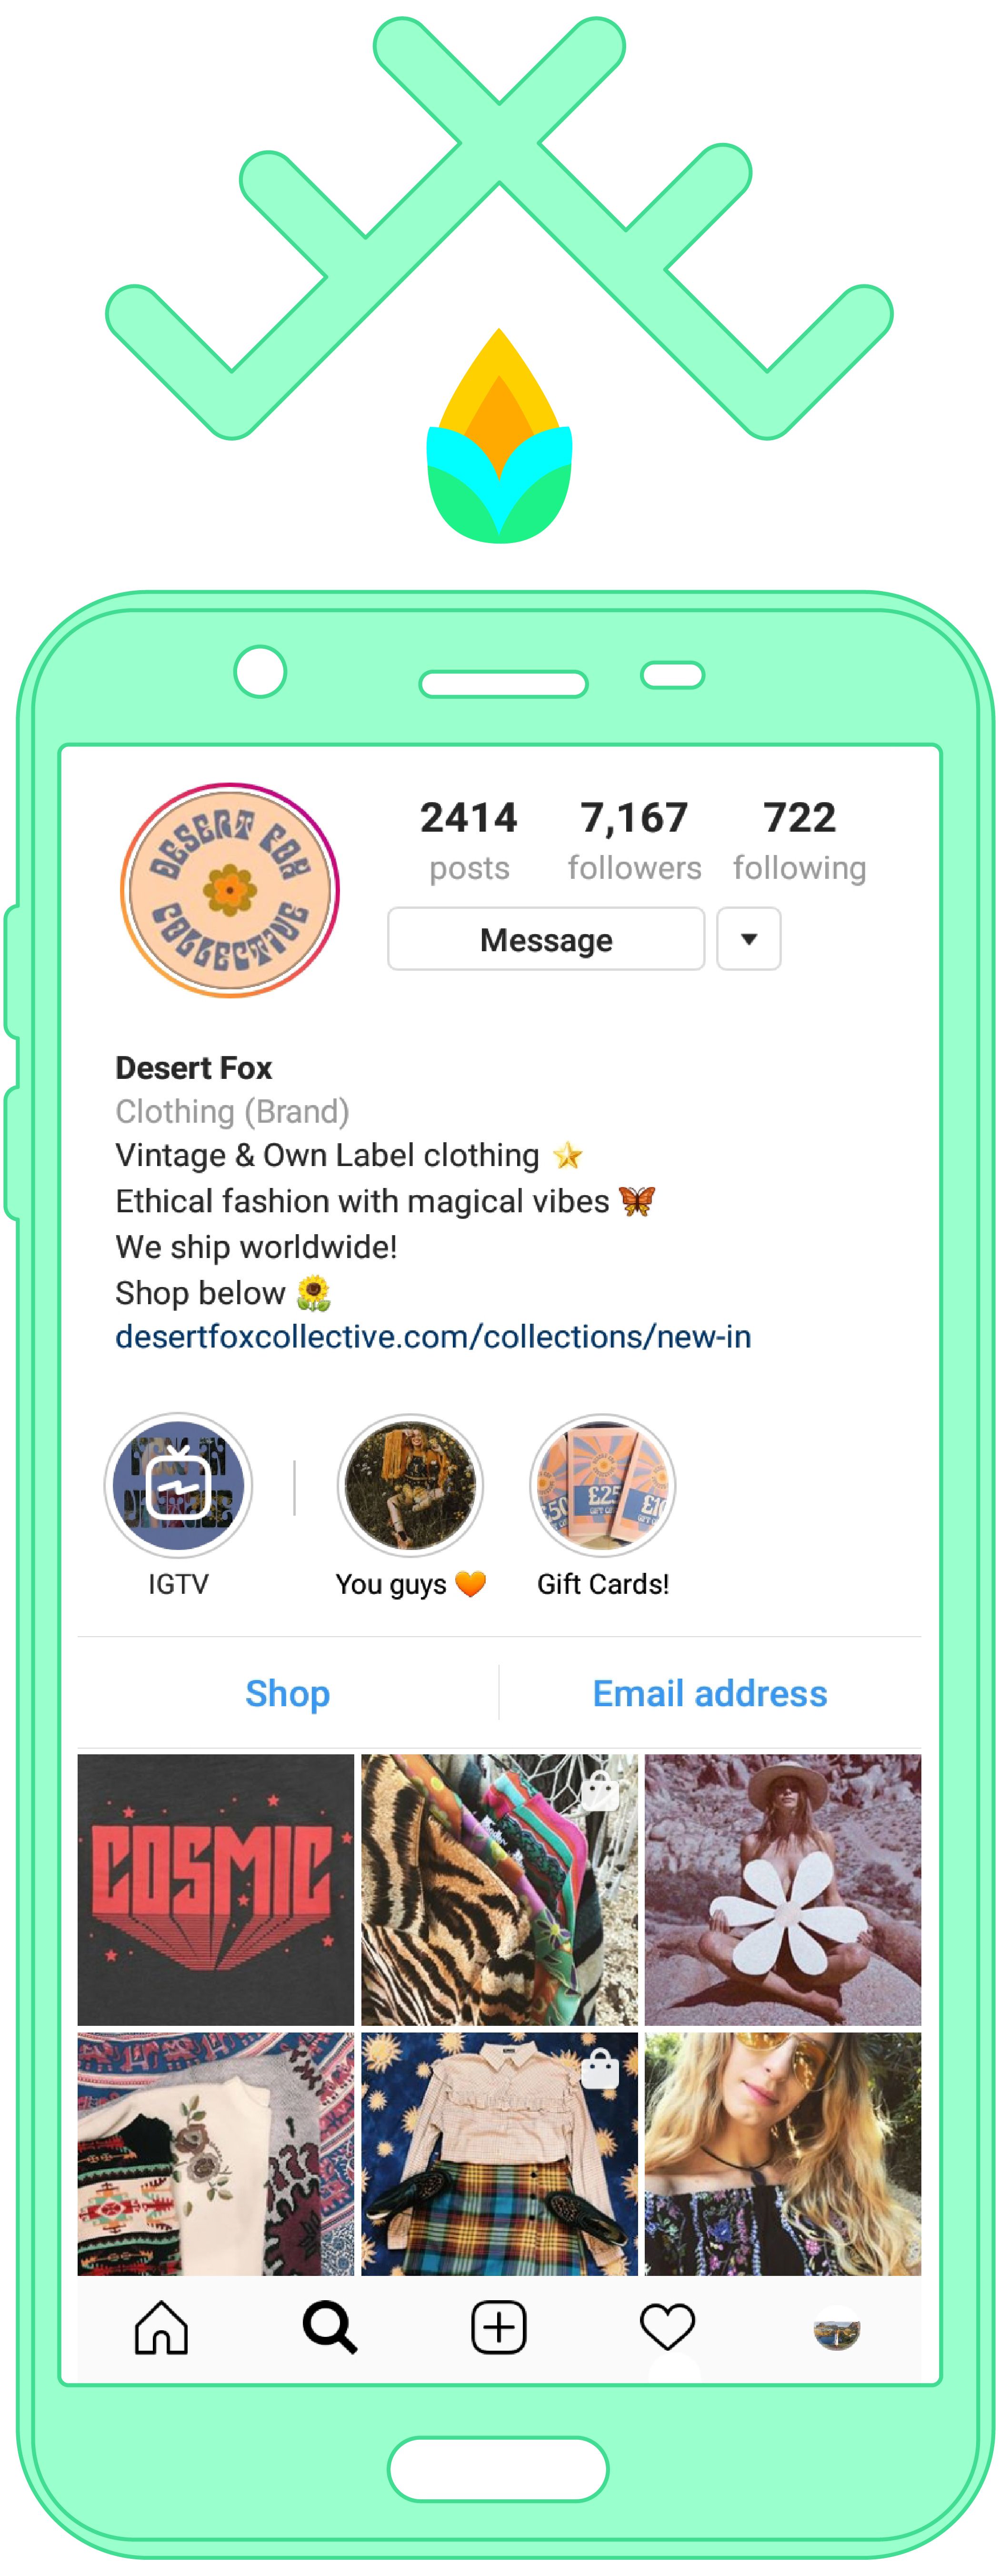 DESERT FOX
COLLECTIVE
2414 7,167 722
posts followers following
Message
Desert Fox
Clothing (Brand)
Vintage & Own Label clothing ⭐
Ethical fashion with magical vibes 🦋
We ship worldwide!
Shop below 🌻
desertfoxcollective.com/collections/new-in
£25
IGTV You guys 🧡 Gift Cards!
Shop Email address
COSMIC